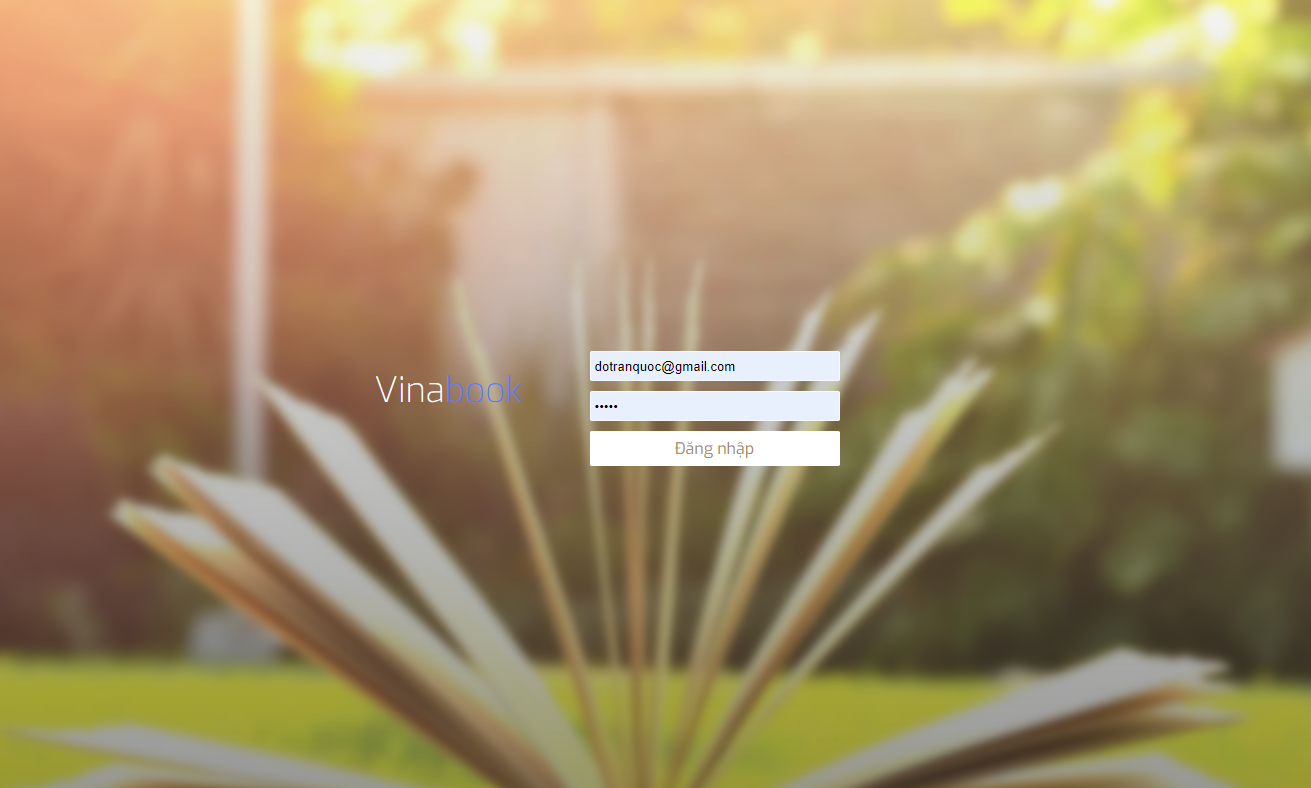 Vinabook
dotranquoc@gmail.com
•••••
Đăng nhập